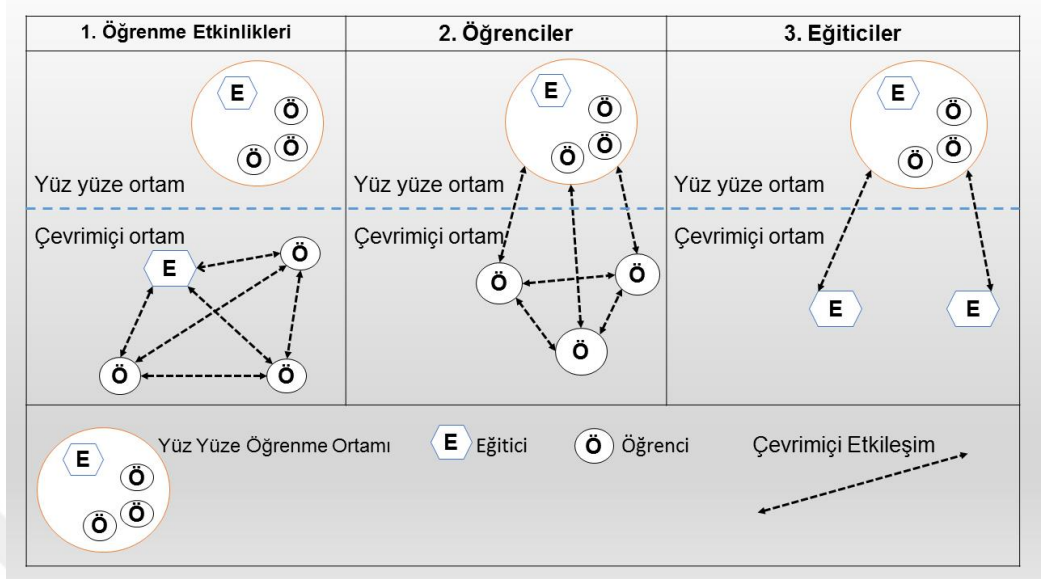 1. Öğrenme Etkinlikleri
2. Öğrenciler
3. Eğiticiler
E
Ö
Ö
Ö
Yüz yüze ortam
E
Ö
Ö
Ö
Yüz yüze ortam
E
Ö
Ö
Ö
Yüz yüze ortam
Çevrimiçi ortam
E
Ö
Ö
Ö
Çevrimiçi ortam
Ö
Ö
Ö
Çevrimiçi ortam
E
E
E
Ö
Ö
Ö
Yüz Yüze Öğrenme Ortamı
E Eğitici
Ö Öğrenci
Çevrimiçi Etkileşim